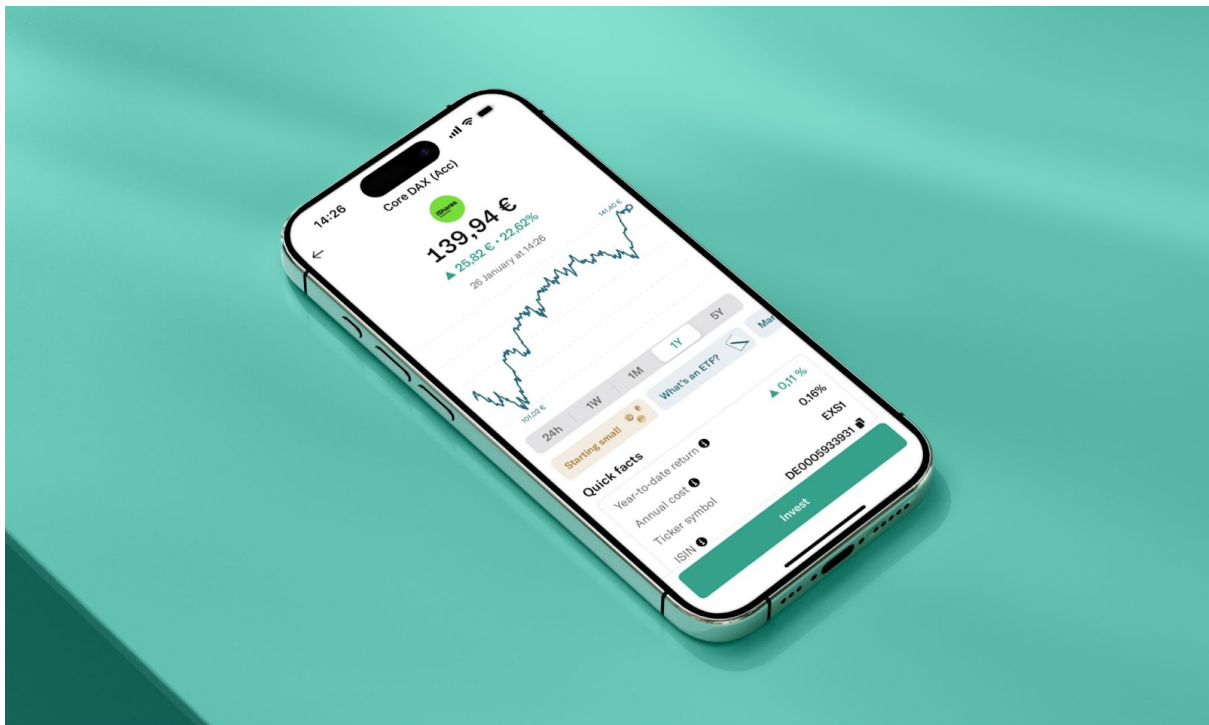 14:26
Core DAX (Acc)
iShares
139,94 €
▲ 25,82 € · 22,62%
26 January at 14:26
141,40 €
101,02 €
24h 1W 1M 1Y 5Y
Starting small What's an ETF? Mar
Quick facts
Year-to-date return ▲ 0,11 %
Annual cost 0.16%
Ticker symbol EXS1
ISIN DE0005933931
Invest